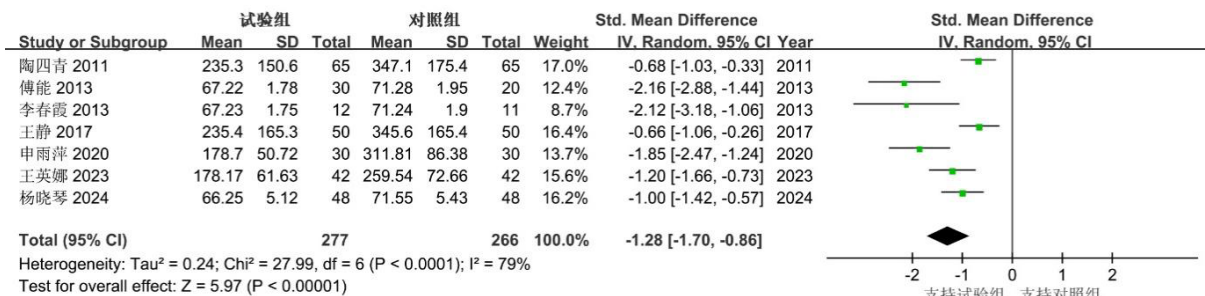 试验组 对照组 Std. Mean Difference Std. Mean Difference
Study or Subgroup Mean SD Total Mean SD Total Weight IV, Random, 95% CI Year IV, Random, 95% CI
陶四青 2011 235.3 150.6 65 347.1 175.4 65 17.0% -0.68 [-1.03, -0.33] 2011
傅能 2013 67.22 1.78 30 71.28 1.95 20 12.4% -2.16 [-2.88, -1.44] 2013
李春霞 2013 67.23 1.75 12 71.24 1.9 11 8.7% -2.12 [-3.18, -1.06] 2013
王静 2017 235.4 165.3 50 345.6 165.4 50 16.4% -0.66 [-1.06, -0.26] 2017
申雨萍 2020 178.7 50.72 30 311.81 86.38 30 13.7% -1.85 [-2.47, -1.24] 2020
王英娜 2023 178.17 61.63 42 259.54 72.66 42 15.6% -1.20 [-1.66, -0.73] 2023
杨晓琴 2024 66.25 5.12 48 71.55 5.43 48 16.2% -1.00 [-1.42, -0.57] 2024
Total (95% CI) 277 266 100.0% -1.28 [-1.70, -0.86]
Heterogeneity: Tau² = 0.24; Chi² = 27.99, df = 6 (P < 0.0001); I² = 79%
Test for overall effect: Z = 5.97 (P < 0.00001)
-2 -1 0 1 2
支持试验组 支持对照组